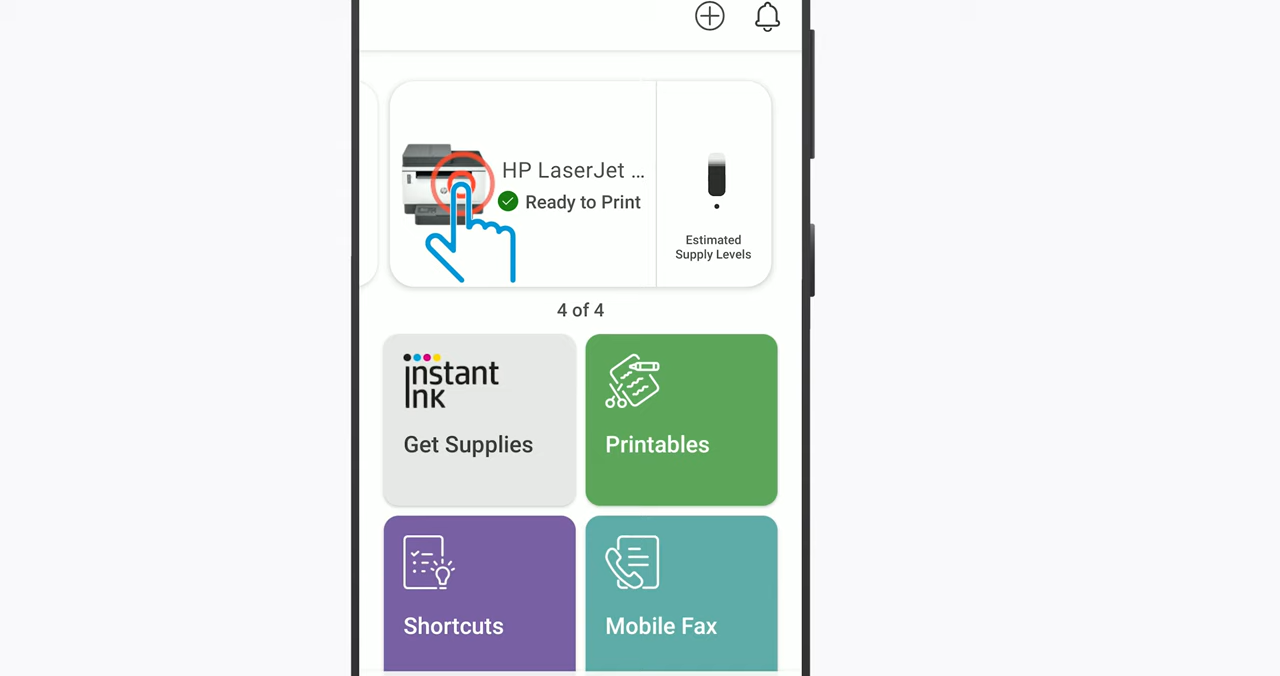 HP LaserJet ...
Ready to Print
Estimated
Supply Levels
4 of 4
instant
ink
Get Supplies
Printables
Shortcuts
Mobile Fax